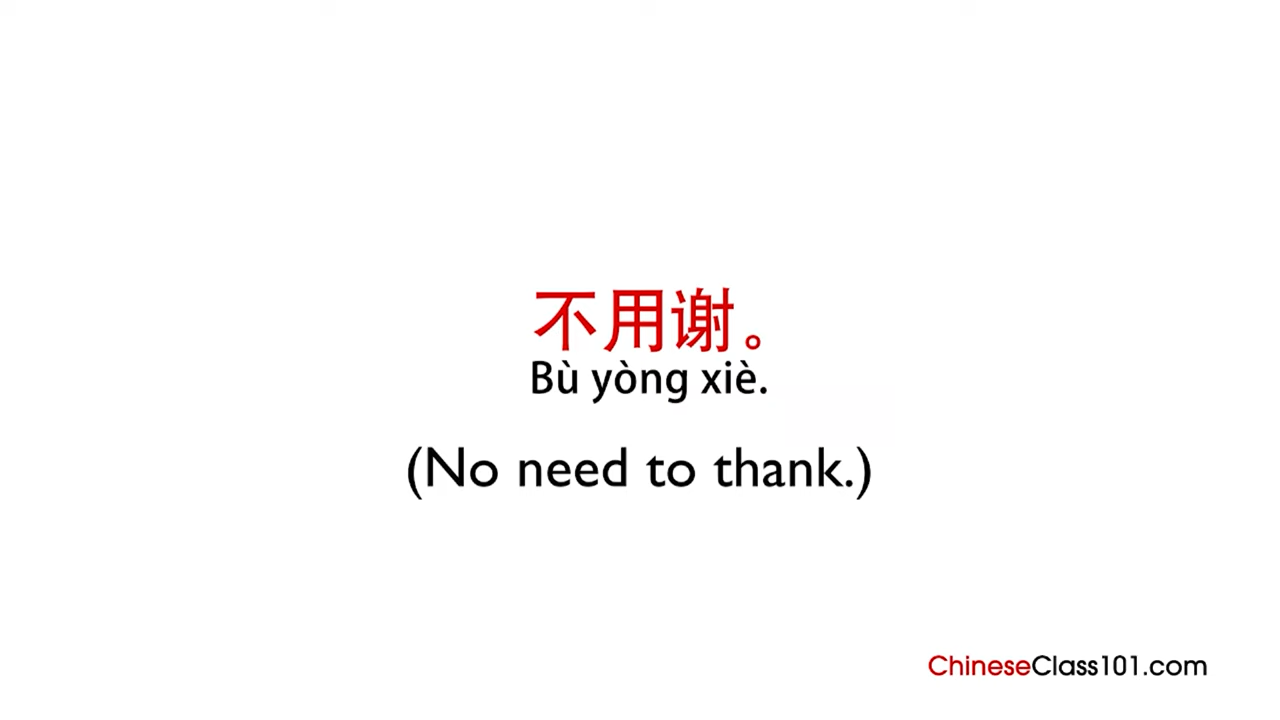 不用谢。
Bù yòng xiè.
(No need to thank.)
ChineseClass101.com